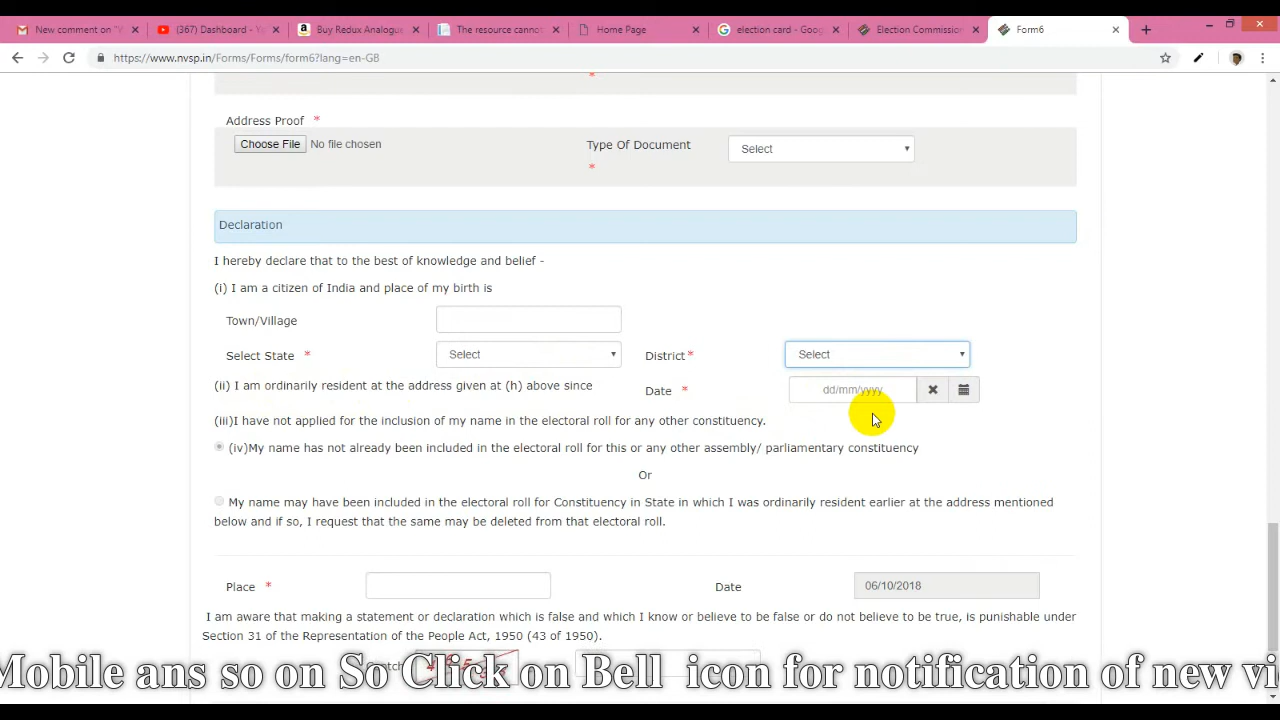 New comment on "Y
(367) Dashboard - Yo
Buy Redux Analogue
The resource cannot
Home Page
election card - Goog
Election Commission
Form6
https://www.nvsp.in/Forms/Forms/form6?lang=en-GB
*
Address Proof *
Choose File No file chosen
Type Of Document Select
*
Declaration
I hereby declare that to the best of knowledge and belief -
(i) I am a citizen of India and place of my birth is
Town/Village
Select State * Select District* Select
(ii) I am ordinarily resident at the address given at (h) above since Date * dd/mm/yyyy
(iii)I have not applied for the inclusion of my name in the electoral roll for any other constituency.
(iv)My name has not already been included in the electoral roll for this or any other assembly/ parliamentary constituency
Or
My name may have been included in the electoral roll for Constituency in State in which I was ordinarily resident earlier at the address mentioned
below and if so, I request that the same may be deleted from that electoral roll.
Place * Date 06/10/2018
I am aware that making a statement or declaration which is false and which I know or believe to be false or do not believe to be true, is punishable under
Section 31 of the Representation of the People Act, 1950 (43 of 1950).
Mobile ans so on So Click on Bell icon for notification of new vi